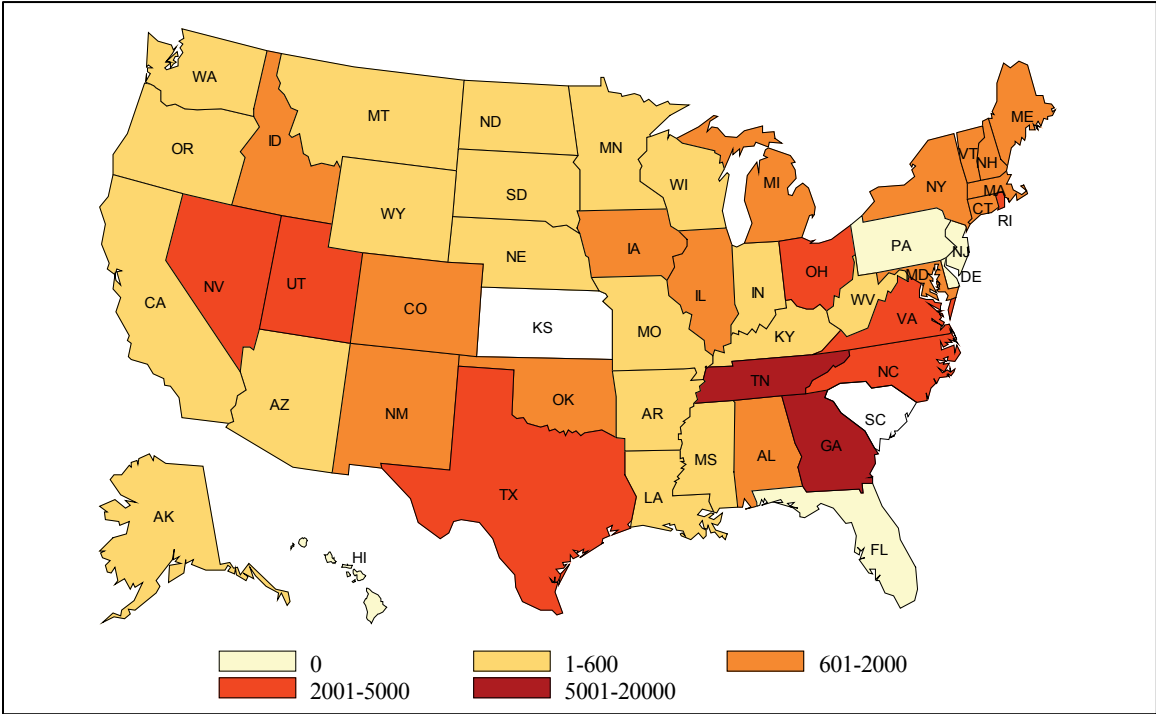 WA
MT
ND
MN
ME
OR
ID
SD
WI
MI
VT
NH
NY
MA
CT
RI
WY
IA
NE
PA
NJ
NV
UT
CO
IL
IN
OH
MD
DE
CA
KS
MO
WV
VA
KY
AZ
NM
OK
AR
TN
NC
SC
MS
AL
GA
TX
LA
AK
HI
FL
0
1-600
601-2000
2001-5000
5001-20000